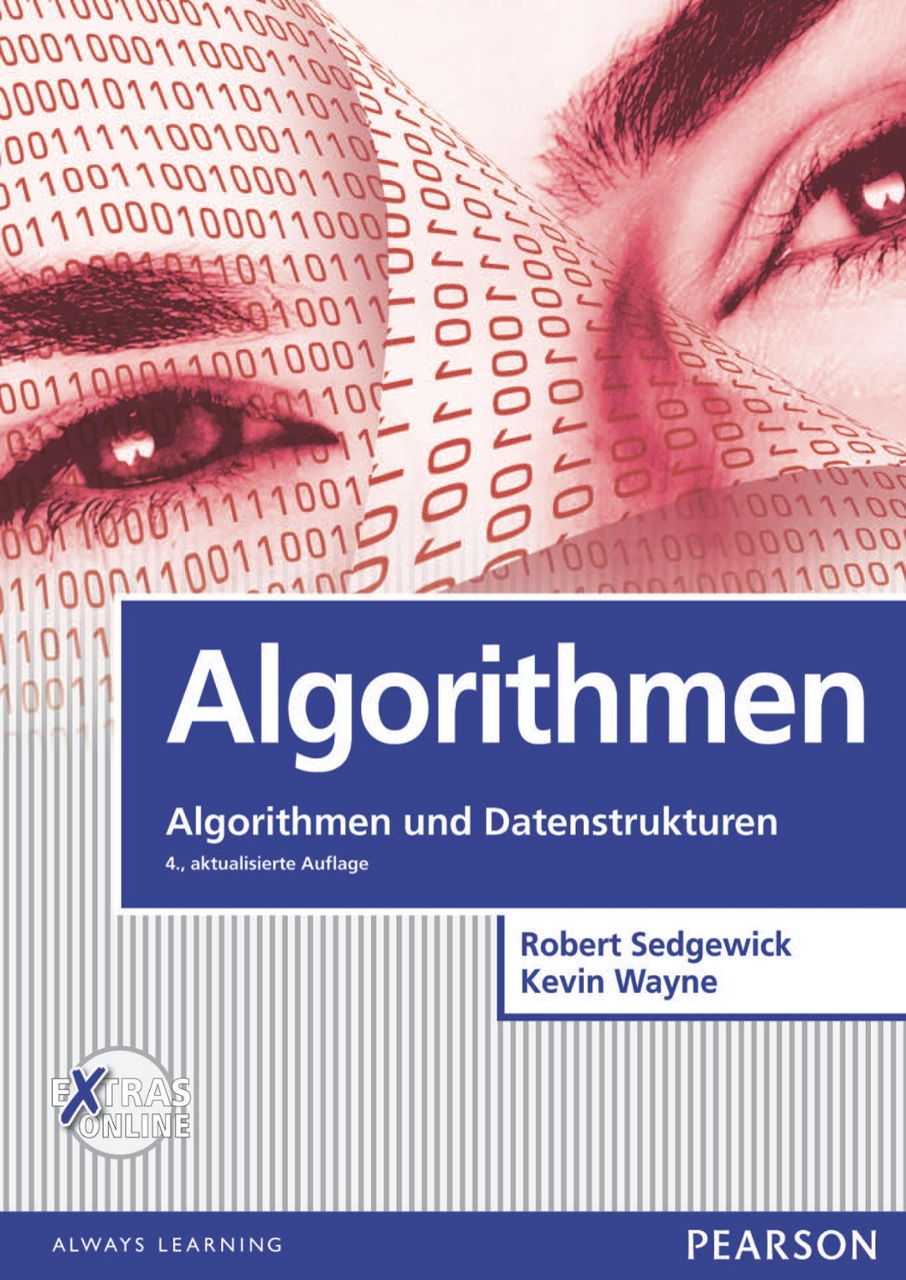 Algorithmen
Algorithmen und Datenstrukturen
4., aktualisierte Auflage
Robert Sedgewick
Kevin Wayne
EXTRAS
ONLINE
ALWAYS LEARNING
PEARSON